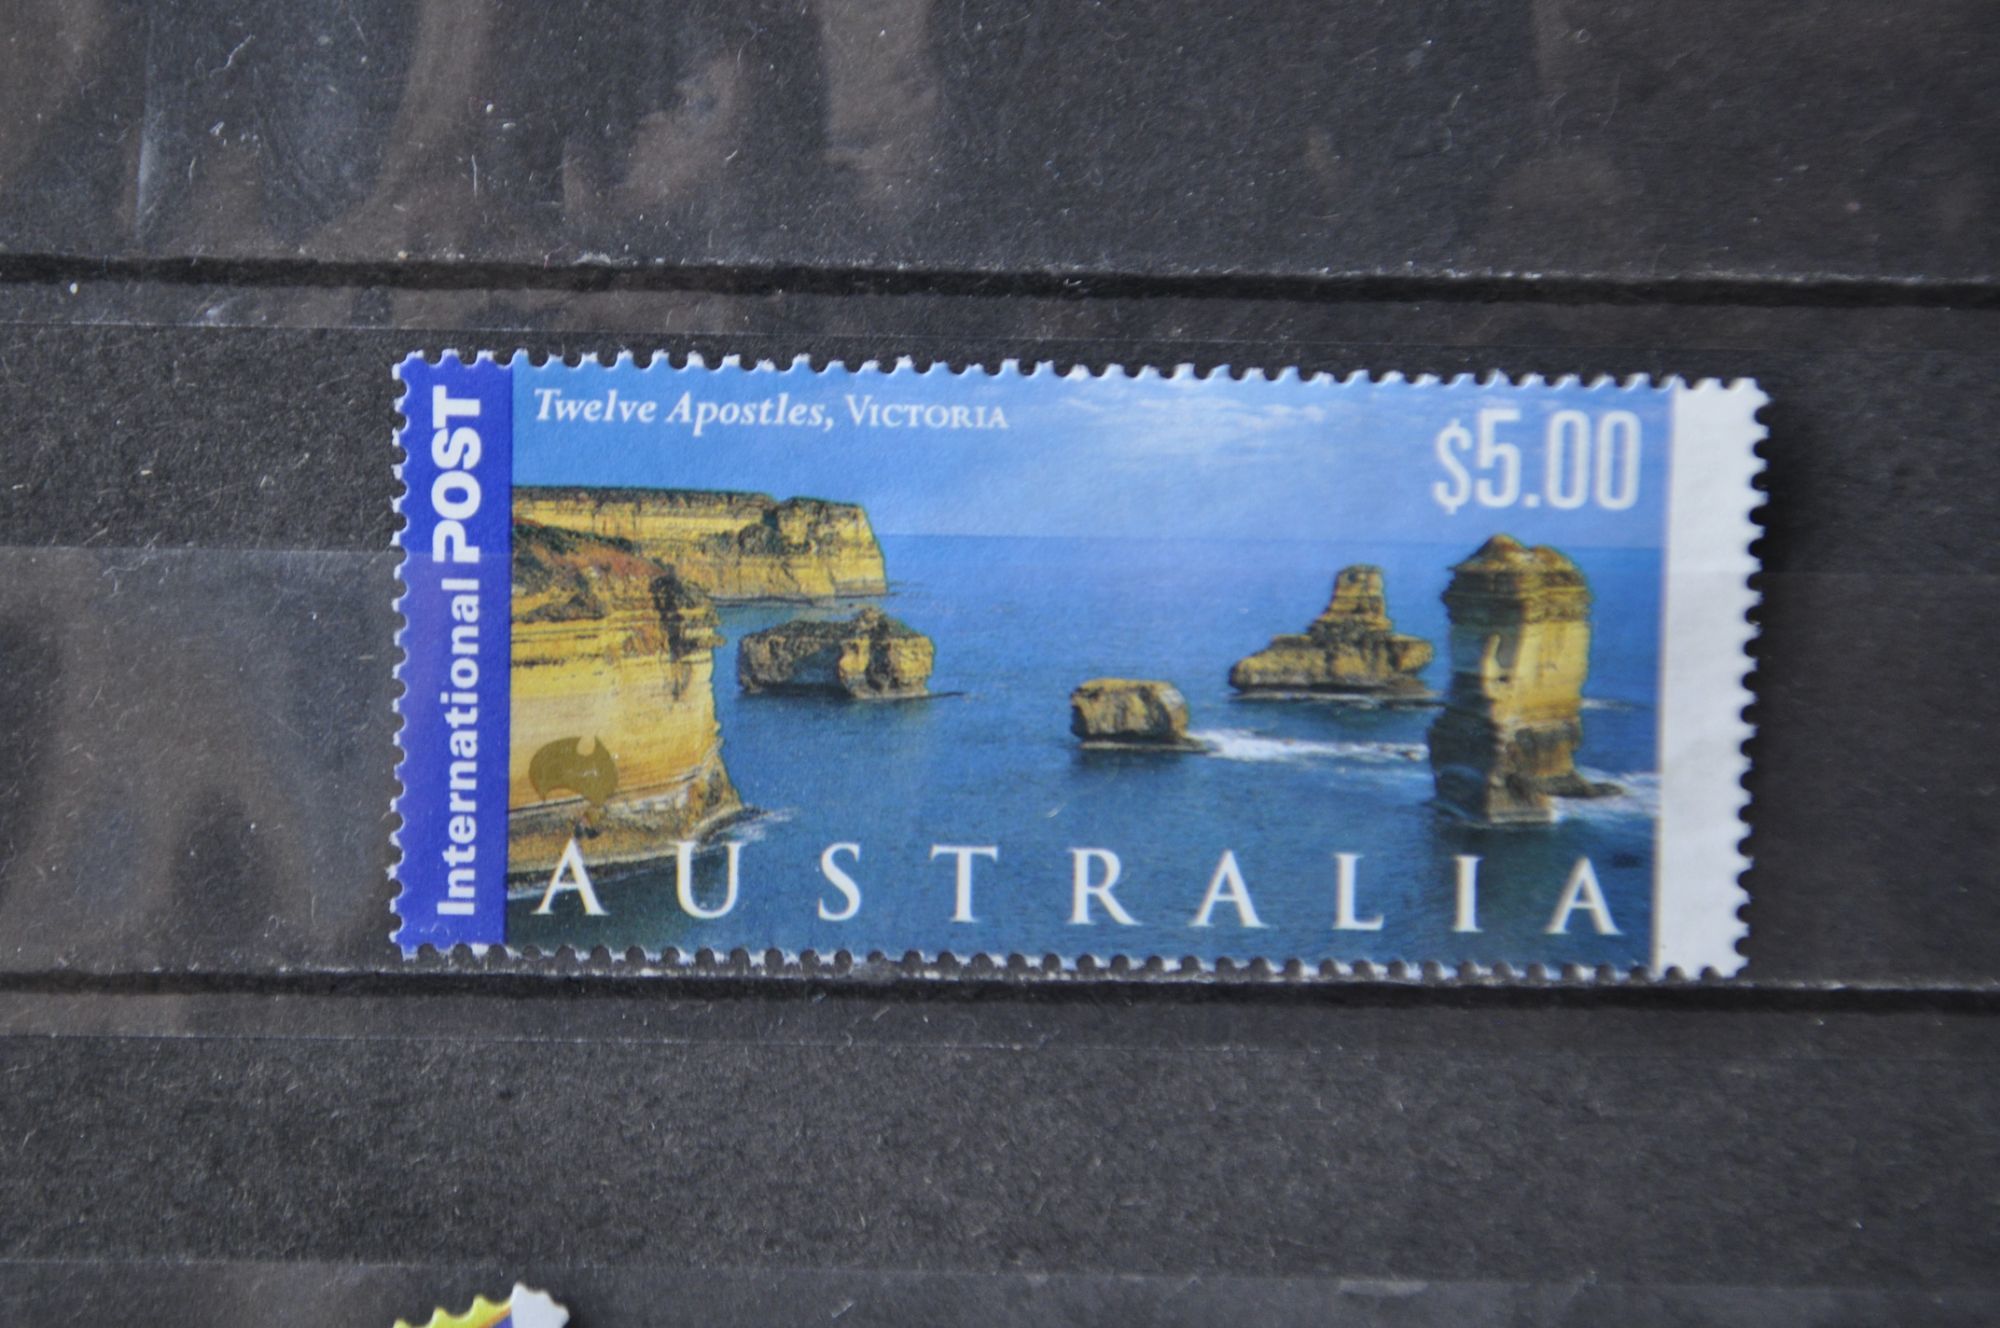 International POST
Twelve Apostles, VICTORIA
$5.00
AUSTRALIA